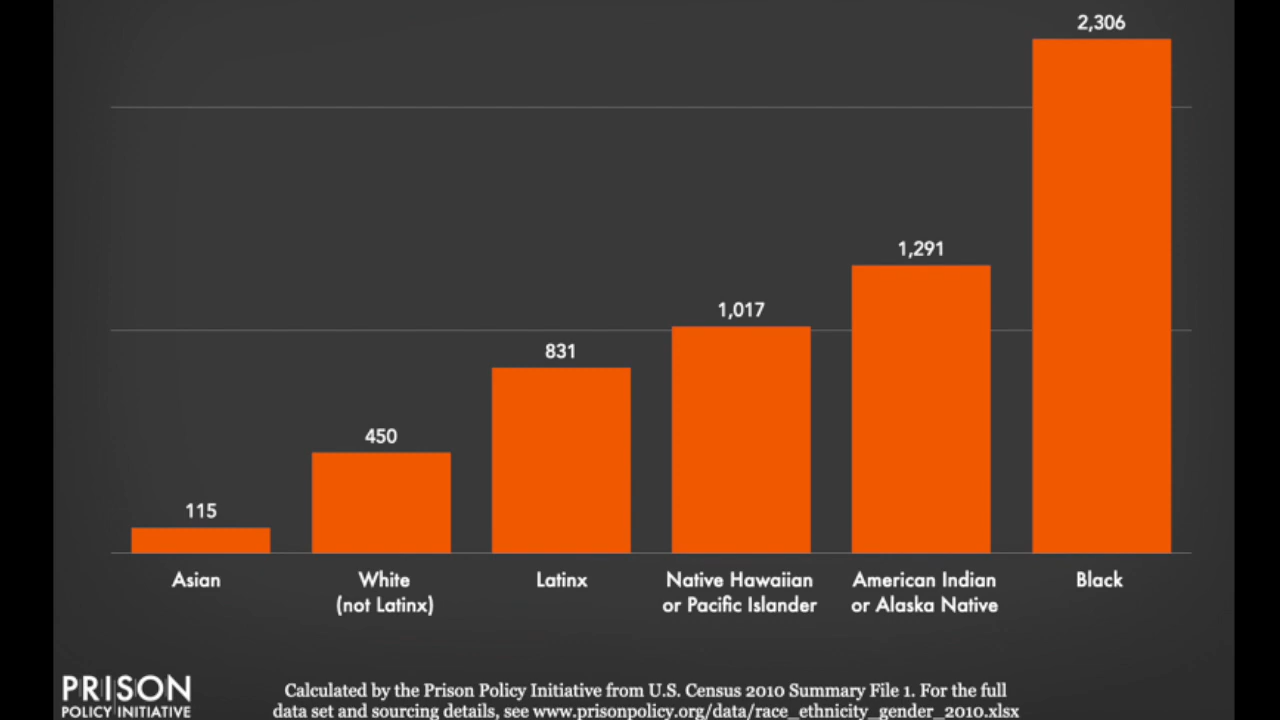 2,306
1,291
1,017
831
450
115
Asian
White
(not Latinx)
Latinx
Native Hawaiian
or Pacific Islander
American Indian
or Alaska Native
Black
PRISON
POLICY INITIATIVE
Calculated by the Prison Policy Initiative from U.S. Census 2010 Summary File 1. For the full
data set and sourcing details, see www.prisonpolicy.org/data/race_ethnicity_gender_2010.xlsx